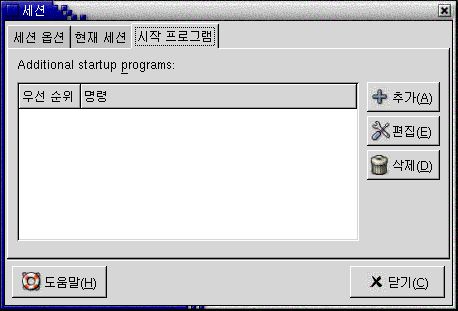 세션
세션 옵션 현재 세션 시작 프로그램
Additional startup programs:
우선 순위 명령
추가(A)
편집(E)
삭제(D)
도움말(H) 닫기(C)